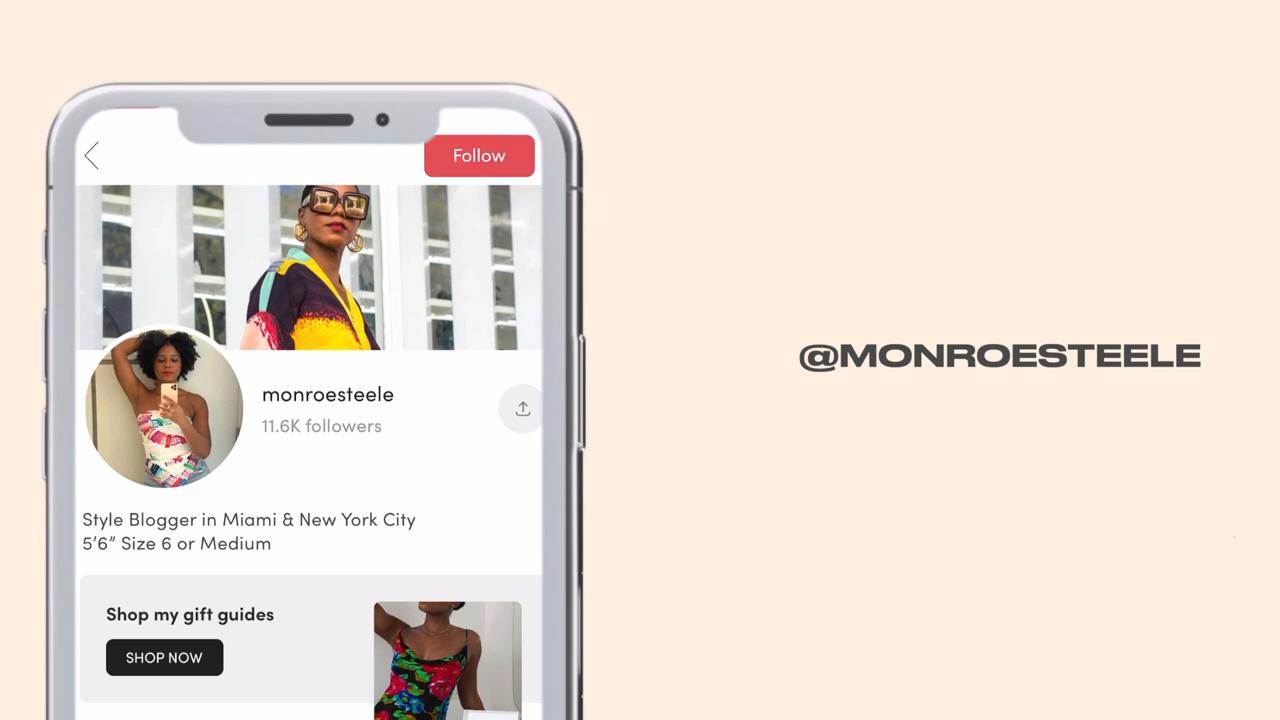 Follow
monroesteele
11.6K followers
Style Blogger in Miami & New York City
5’6” Size 6 or Medium
Shop my gift guides
SHOP NOW
@MONROESTEELE